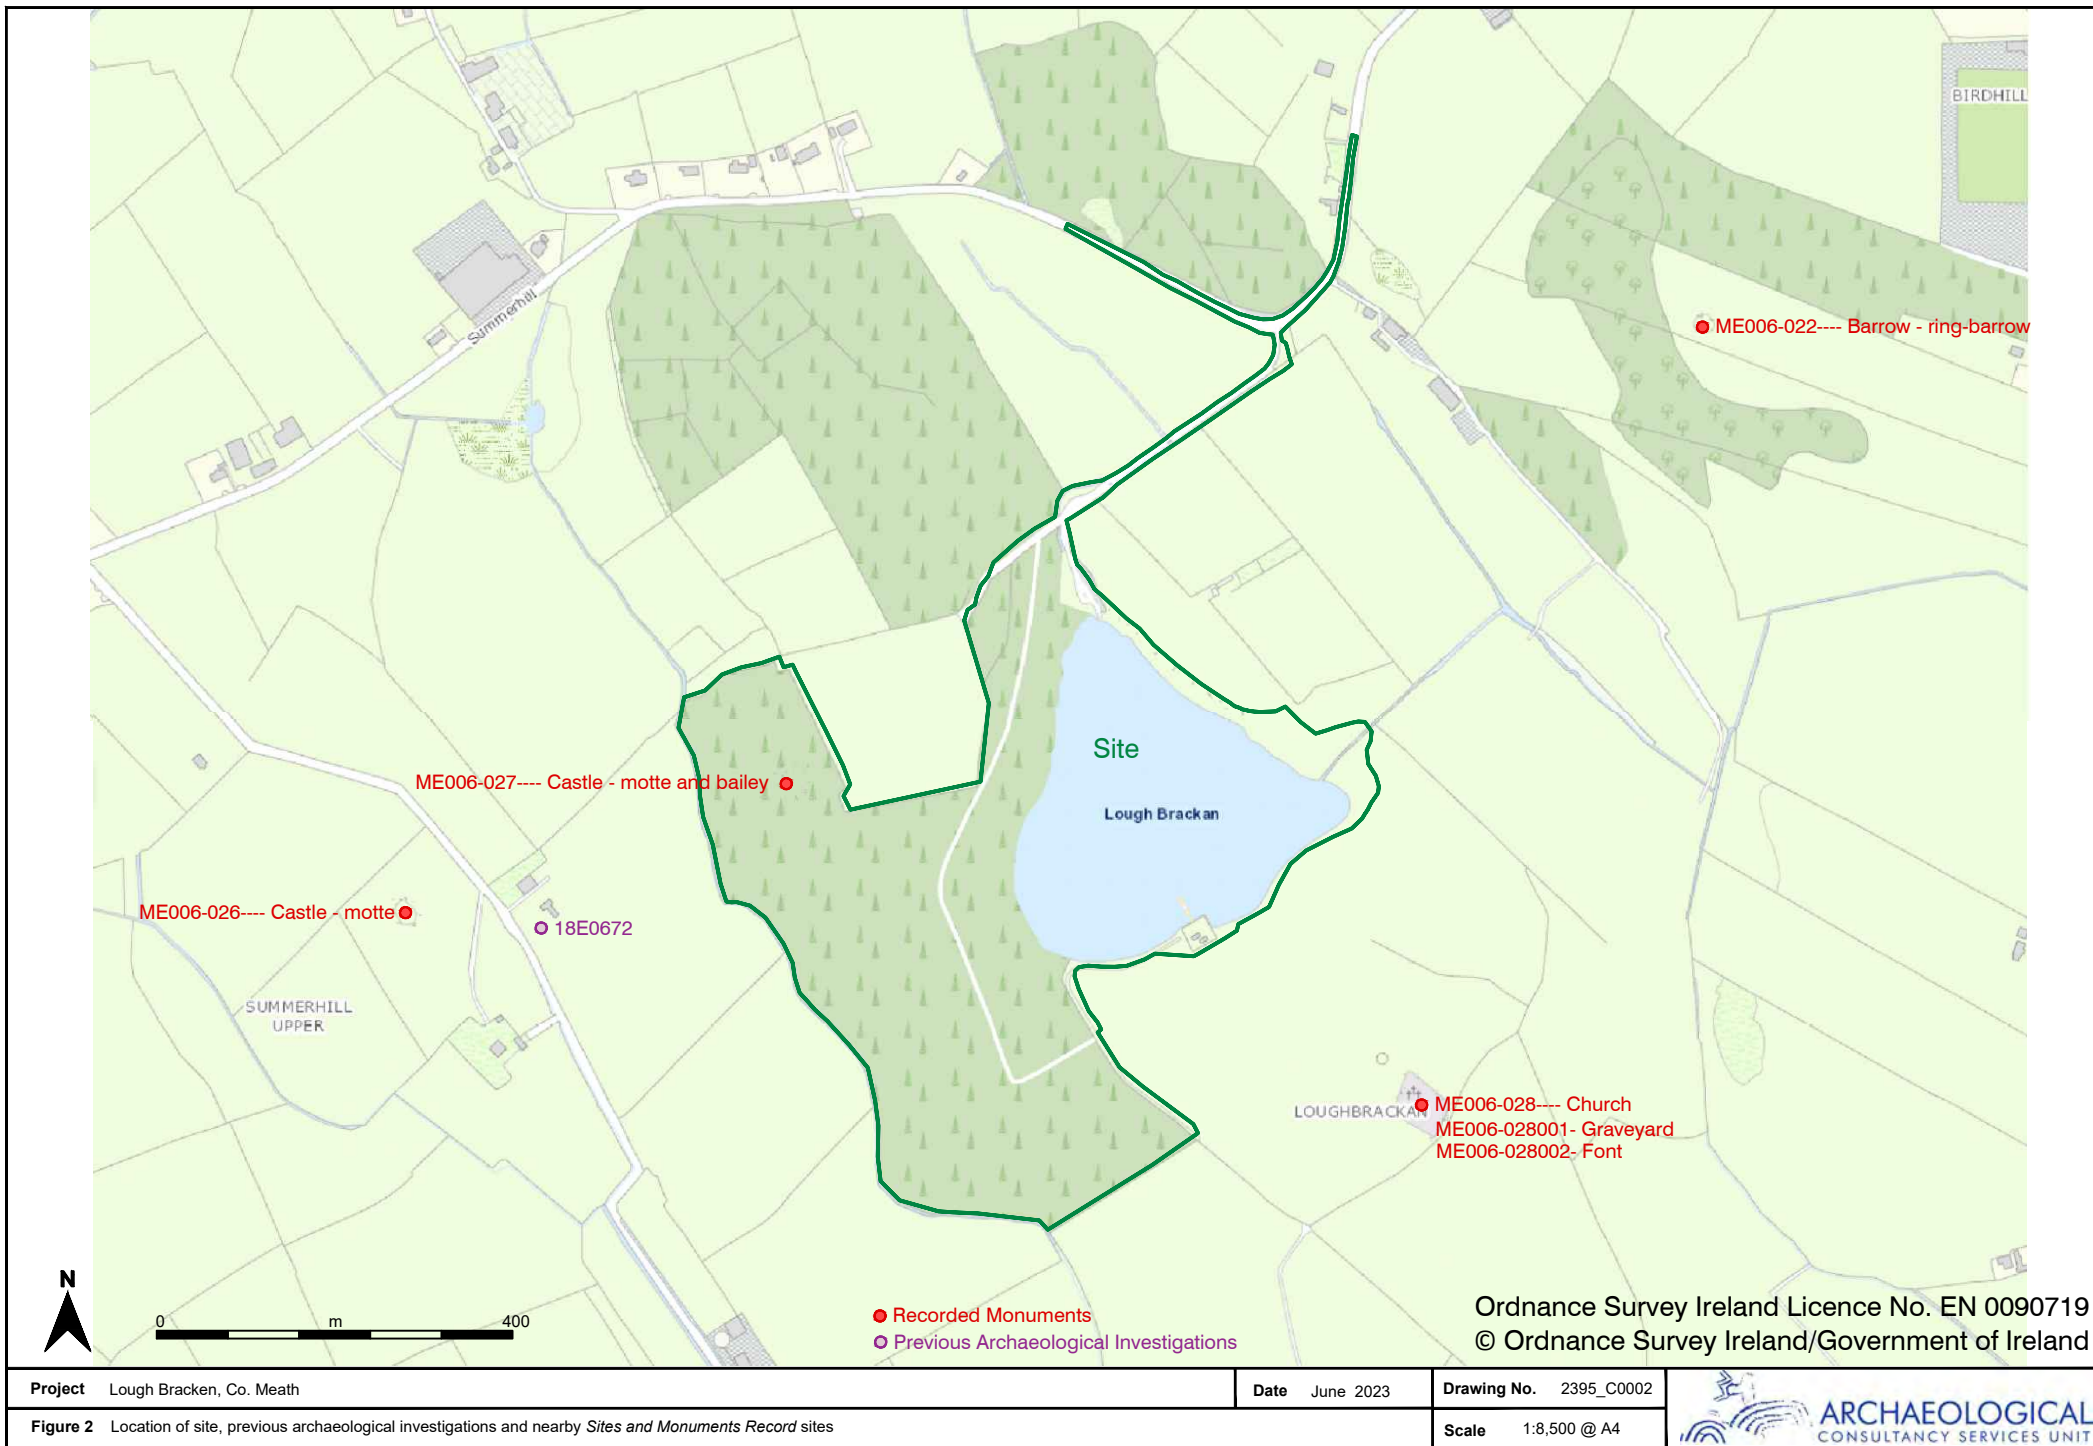 BIRDHILL
Summerhill
ME006-022---- Barrow - ring-barrow
Site
ME006-027---- Castle - motte and bailey
Lough Brackan
ME006-026---- Castle - motte
18E0672
SUMMERHILL
UPPER
LOUGHBRACKAN
ME006-028---- Church
ME006-028001- Graveyard
ME006-028002- Font
N
0 m 400
Recorded Monuments
Previous Archaeological Investigations
Ordnance Survey Ireland Licence No. EN 0090719
© Ordnance Survey Ireland/Government of Ireland
Project Lough Bracken, Co. Meath
Date June 2023
Drawing No. 2395_C0002
Figure 2 Location of site, previous archaeological investigations and nearby Sites and Monuments Record sites
Scale 1:8,500 @ A4
ARCHAEOLOGICAL
CONSULTANCY SERVICES UNIT